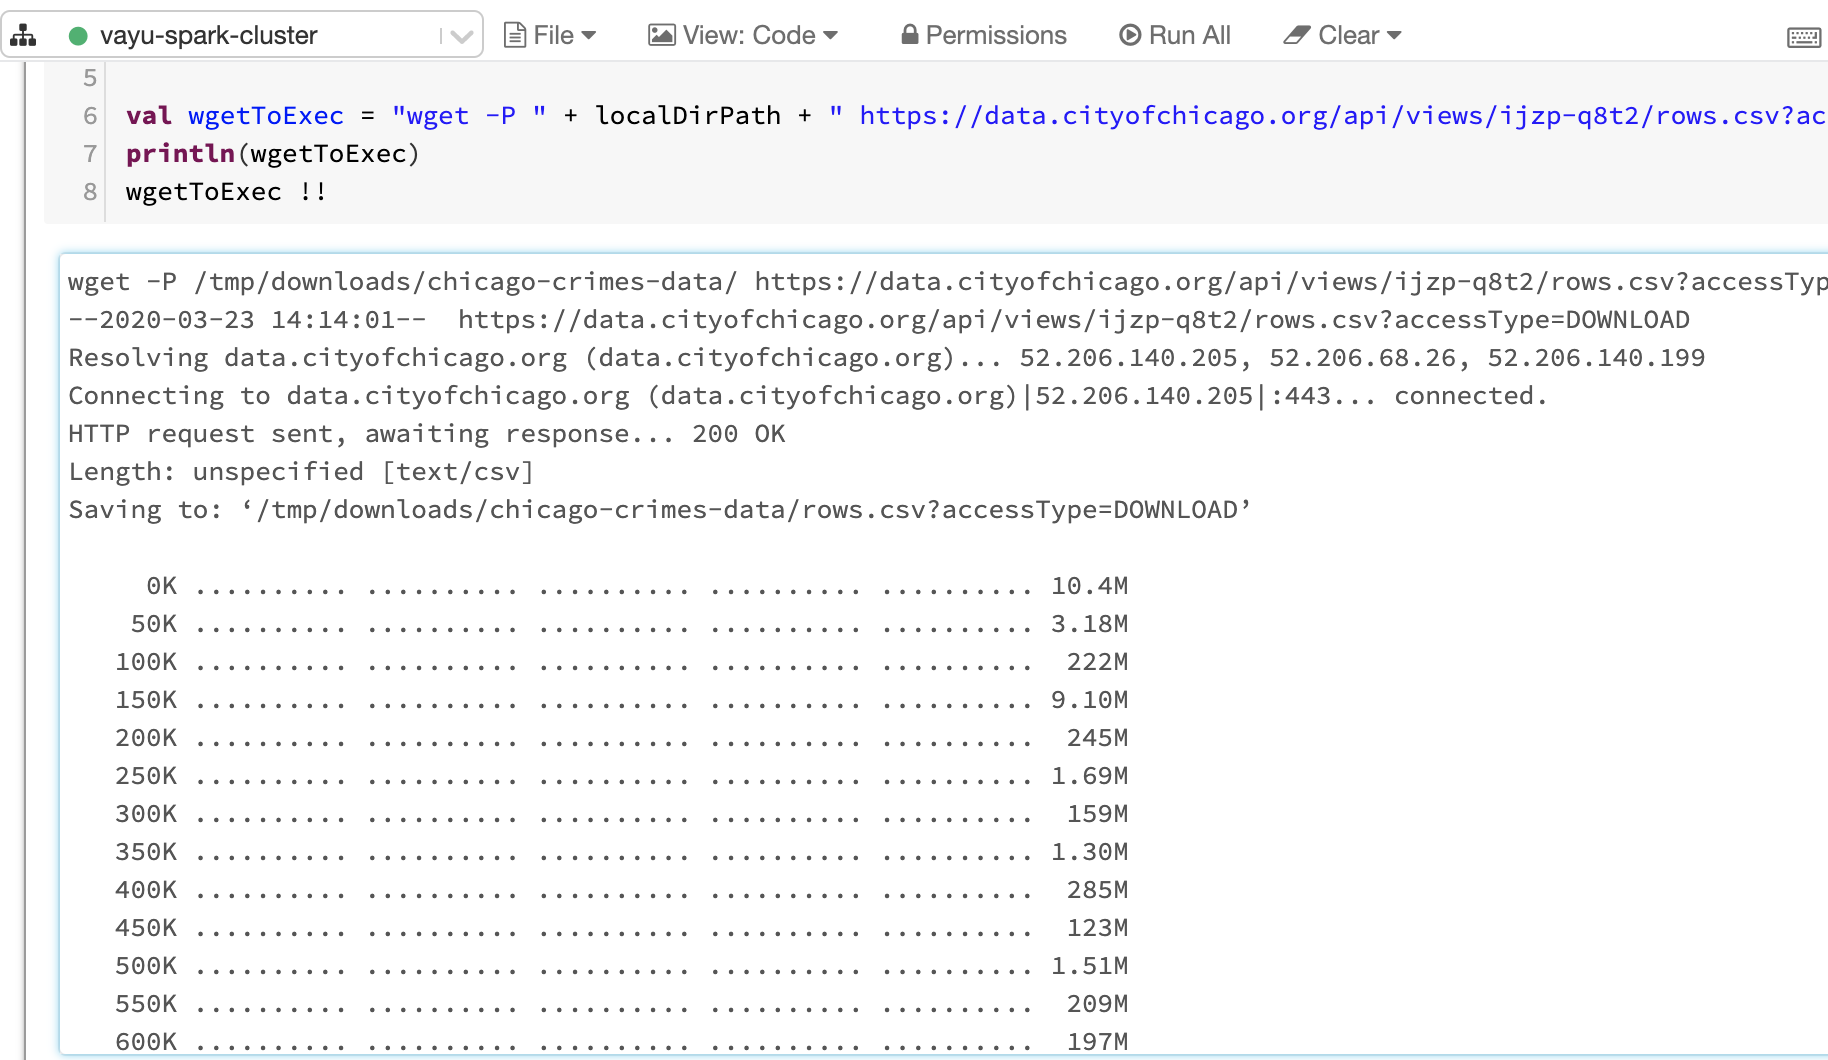 vayu-spark-cluster File View: Code Permissions Run All Clear
5
6 val wgetToExec = "wget -P " + localDirPath + " https://data.cityofchicago.org/api/views/ijzp-q8t2/rows.csv?ac
7 println(wgetToExec)
8 wgetToExec !!
wget -P /tmp/downloads/chicago-crimes-data/ https://data.cityofchicago.org/api/views/ijzp-q8t2/rows.csv?accessTyp
--2020-03-23 14:14:01--  https://data.cityofchicago.org/api/views/ijzp-q8t2/rows.csv?accessType=DOWNLOAD
Resolving data.cityofchicago.org (data.cityofchicago.org)... 52.206.140.205, 52.206.68.26, 52.206.140.199
Connecting to data.cityofchicago.org (data.cityofchicago.org)|52.206.140.205|:443... connected.
HTTP request sent, awaiting response... 200 OK
Length: unspecified [text/csv]
Saving to: ‘/tmp/downloads/chicago-crimes-data/rows.csv?accessType=DOWNLOAD’
0K .......... .......... .......... .......... .......... 10.4M
50K .......... .......... .......... .......... .......... 3.18M
100K .......... .......... .......... .......... .......... 222M
150K .......... .......... .......... .......... .......... 9.10M
200K .......... .......... .......... .......... .......... 245M
250K .......... .......... .......... .......... .......... 1.69M
300K .......... .......... .......... .......... .......... 159M
350K .......... .......... .......... .......... .......... 1.30M
400K .......... .......... .......... .......... .......... 285M
450K .......... .......... .......... .......... .......... 123M
500K .......... .......... .......... .......... .......... 1.51M
550K .......... .......... .......... .......... .......... 209M
600K .......... .......... .......... .......... .......... 197M